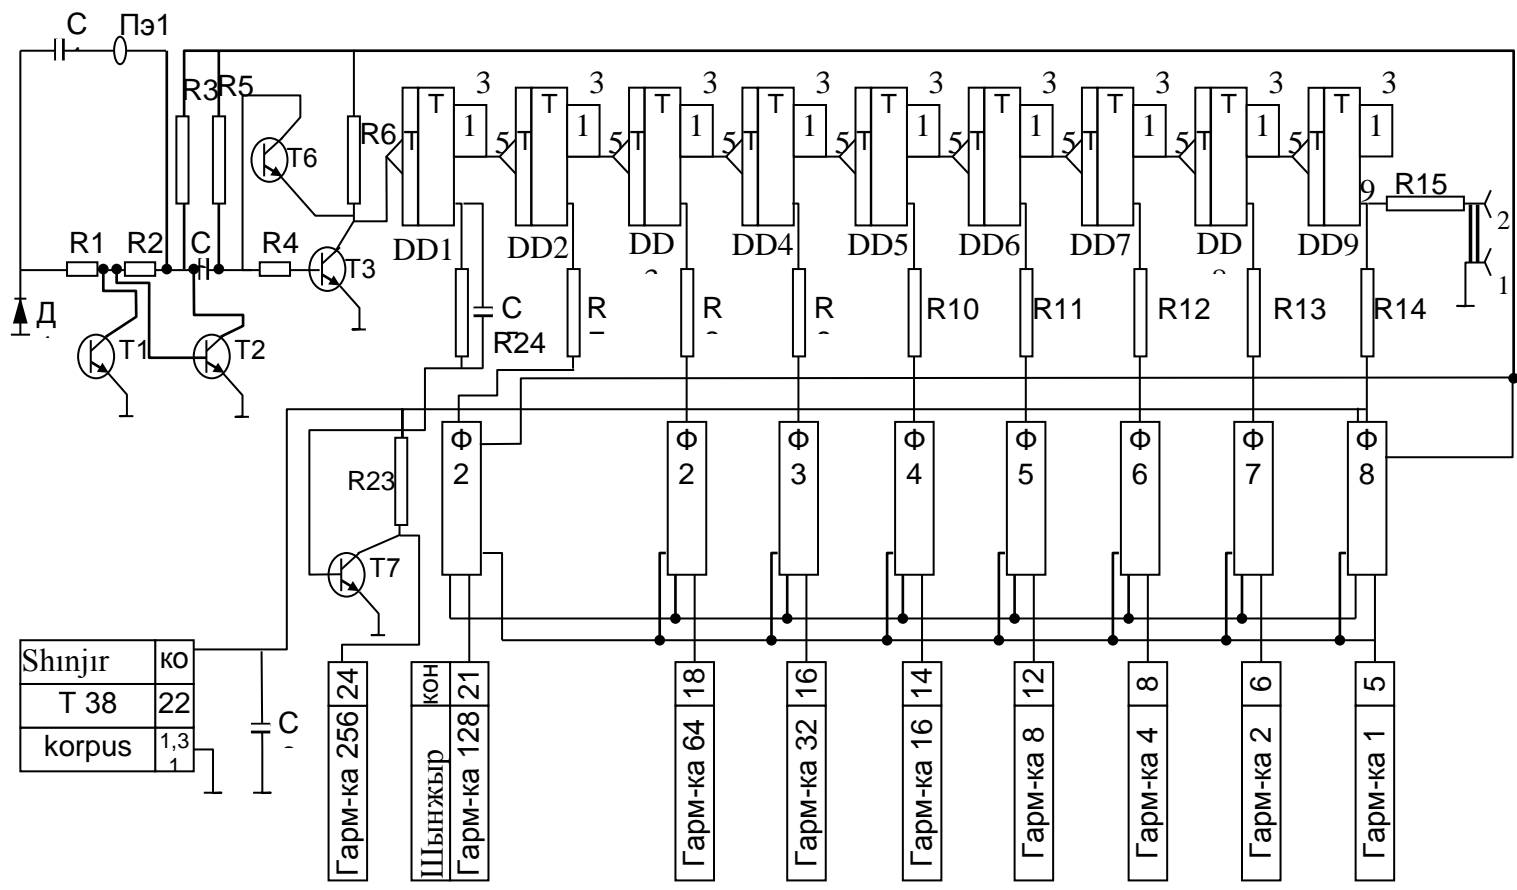 C
Пэ1
R3
R5
R6
T6
T
T
3
1
5
T
T
3
1
5
T
T
3
1
5
T
T
3
1
5
T
T
3
1
5
T
T
3
1
5
T
T
3
1
5
T
T
3
1
5
T
T
3
1
9
R15
2
1
R1
R2
C
R4
T3
DD1
DD2
DD
DD4
DD5
DD6
DD7
DD
DD9
Д
T1
T2
C
R24
R
R
R
R10
R11
R12
R13
R14
R23
T7
Ф
2
Ф
2
Ф
3
Ф
4
Ф
5
Ф
6
Ф
7
Ф
8
Shınjır
ко
T 38
22
korpus
1,3
1
C
Гарм-ка 256
24
Шынжыр
кон
Гарм-ка 128
21
Гарм-ка 64
18
Гарм-ка 32
16
Гарм-ка 16
14
Гарм-ка 8
12
Гарм-ка 4
8
Гарм-ка 2
6
Гарм-ка 1
5